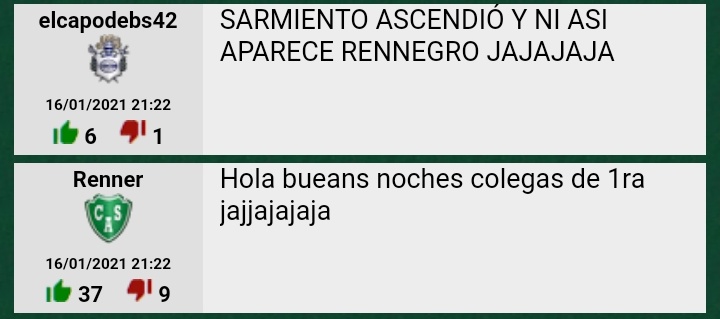 elcapodebs42
SARMIENTO ASCENDIÓ Y NI ASI
APARECE RENNEGRO JAJAJAJA
16/01/2021 21:22
6 1
Renner
Hola bueans noches colegas de 1ra
jajjajajaja
CAS
16/01/2021 21:22
37 9